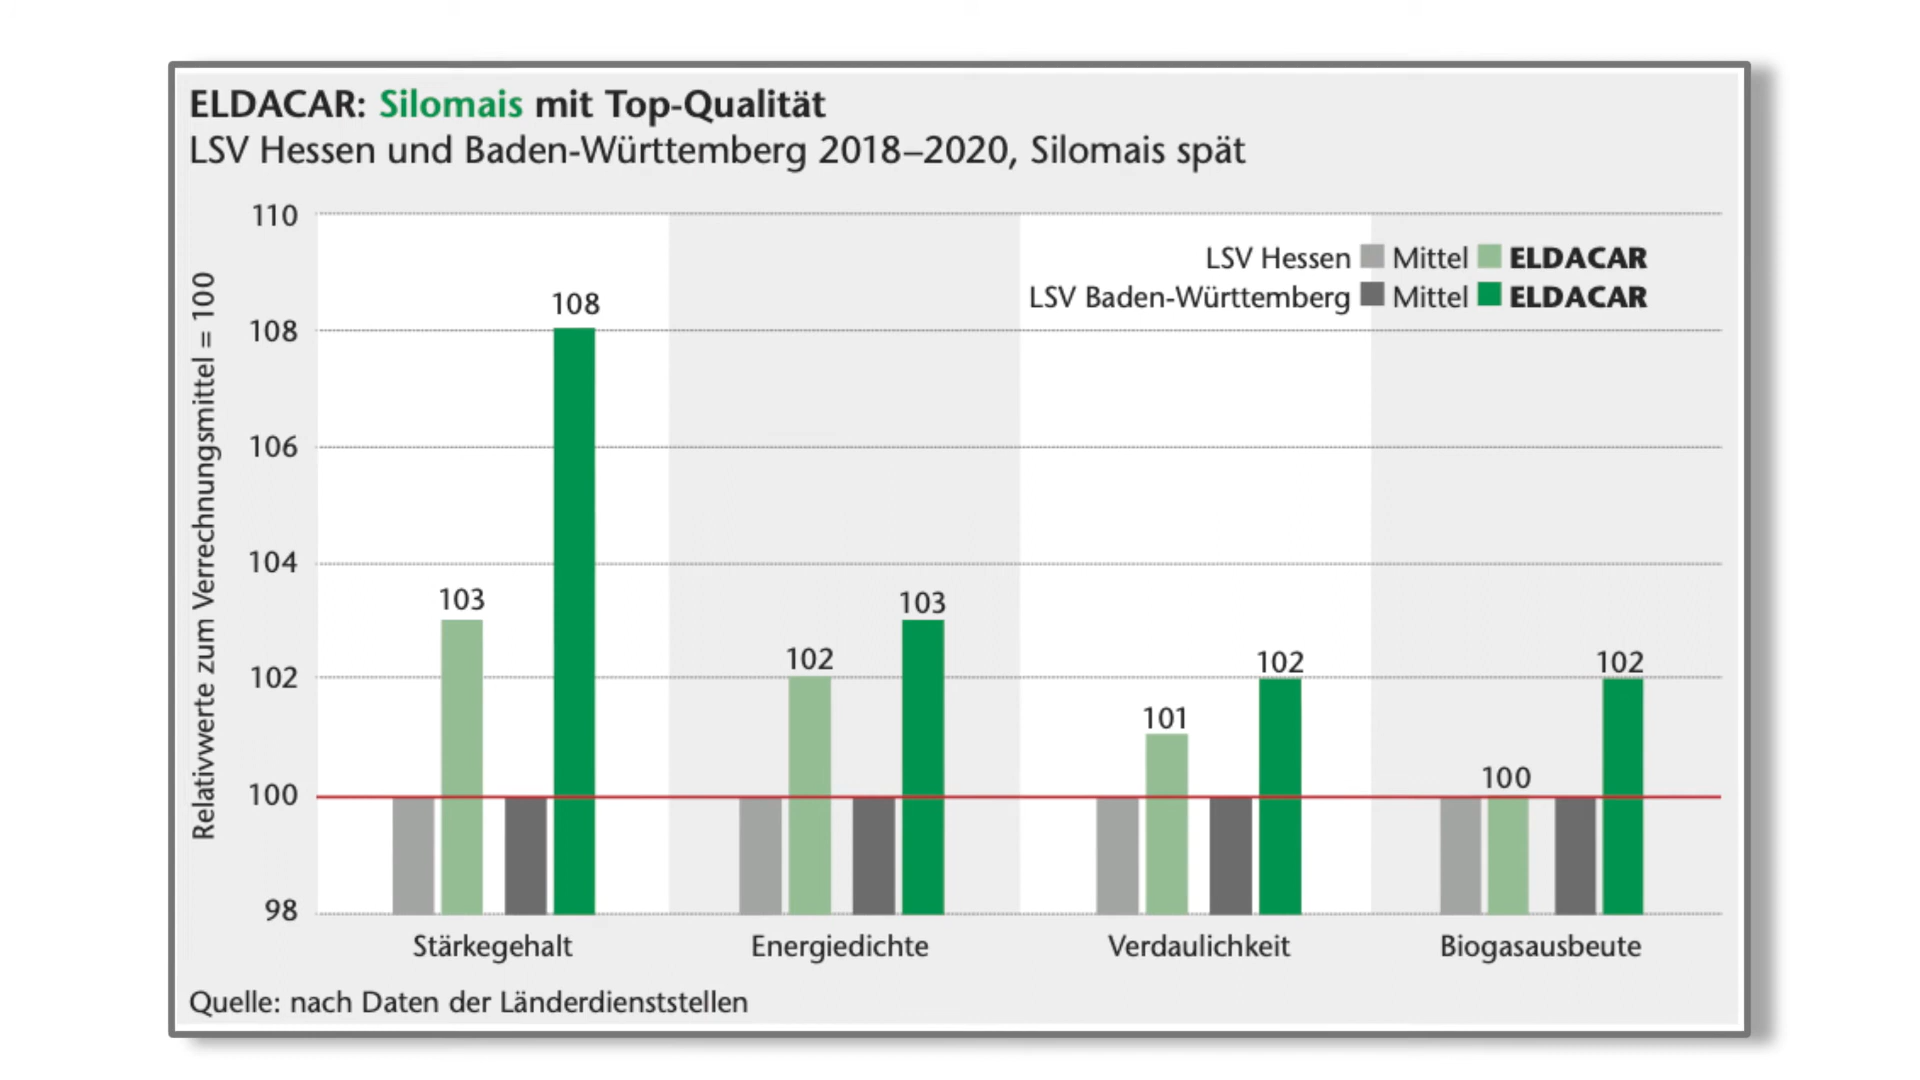 ELDACAR: Silomais mit Top-Qualität
LSV Hessen und Baden-Württemberg 2018–2020, Silomais spät
Relativwerte zum Verrechnungsmittel = 100
110
108
106
104
102
100
98
LSV Hessen Mittel ELDACAR
LSV Baden-Württemberg Mittel ELDACAR
103
108
102
103
101
102
100
102
Stärkegehalt
Energiedichte
Verdaulichkeit
Biogasausbeute
Quelle: nach Daten der Länderdienststellen